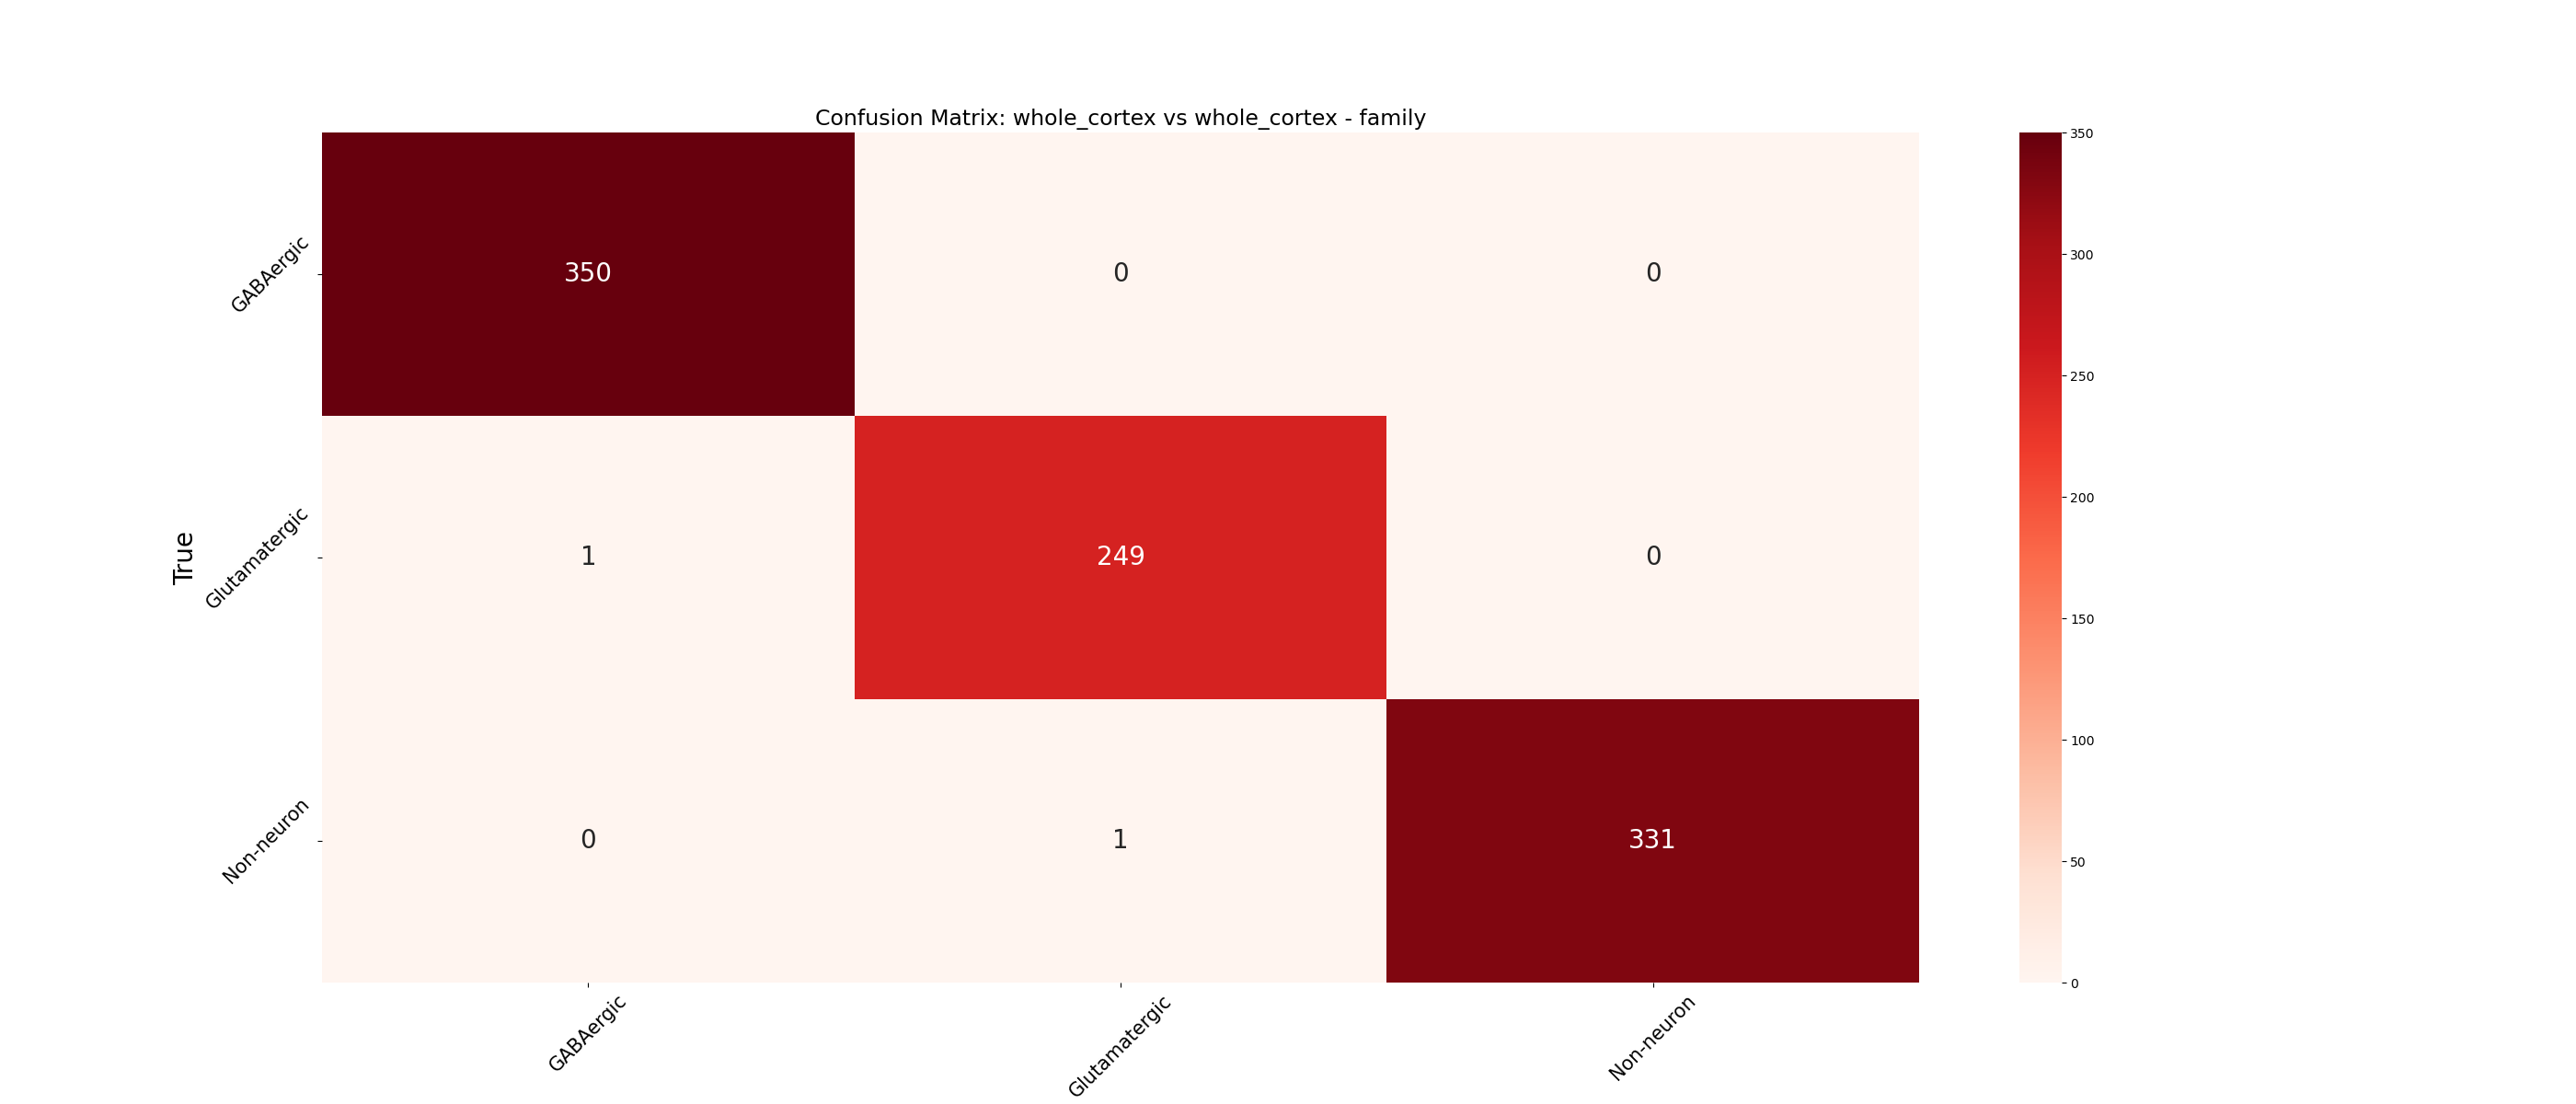 Confusion Matrix: whole_cortex vs whole_cortex - family
True
GABAergic
350
0
0
Glutamatergic
1
249
0
Non-neuron
0
1
331
GABAergic
Glutamatergic
Non-neuron
350
300
250
200
150
100
50
0